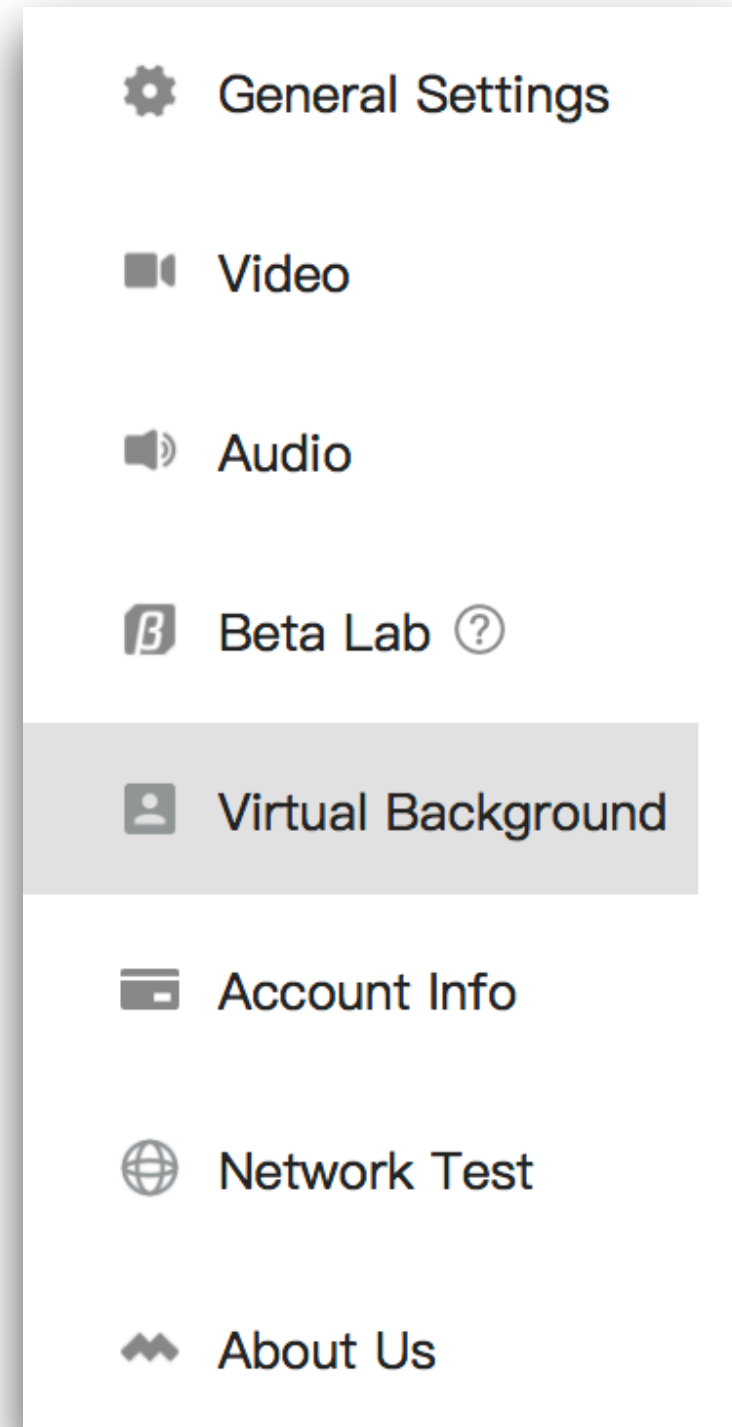 General Settings
Video
Audio
β Beta Lab ?
Virtual Background
Account Info
Network Test
About Us